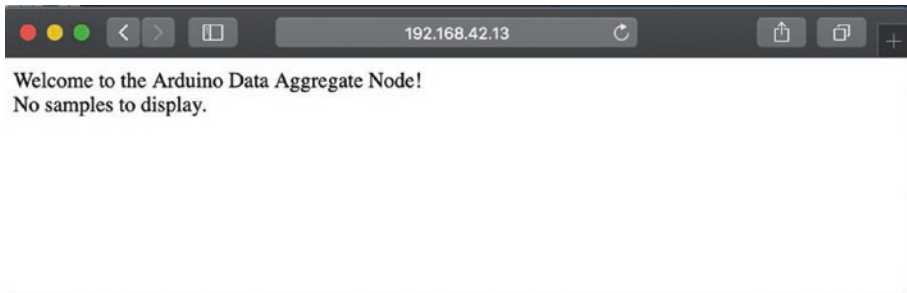 192.168.42.13
Welcome to the Arduino Data Aggregate Node!
No samples to display.